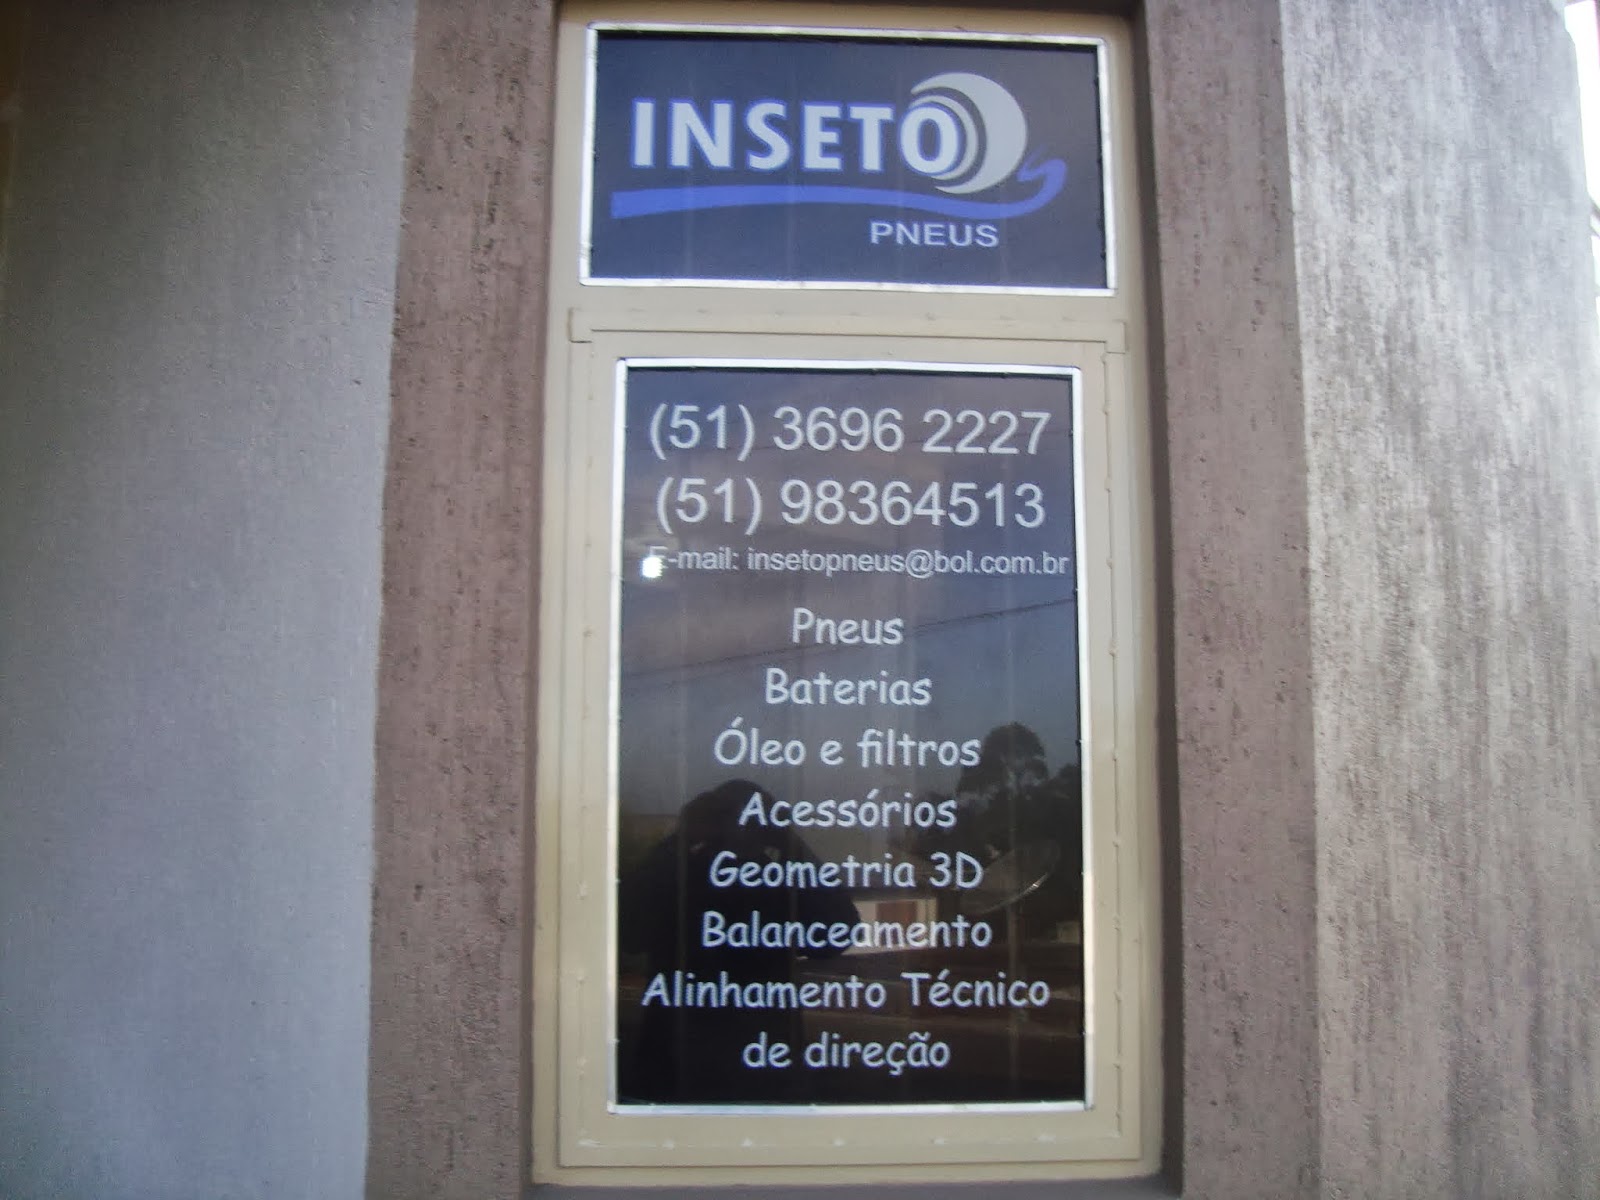 INSETO
PNEUS
(51) 3696 2227
(51) 98364513
E-mail: insetopneus@bol.com.br
Pneus
Baterias
Óleo e filtros
Acessórios
Geometria 3D
Balanceamento
Alinhamento Técnico
de direção